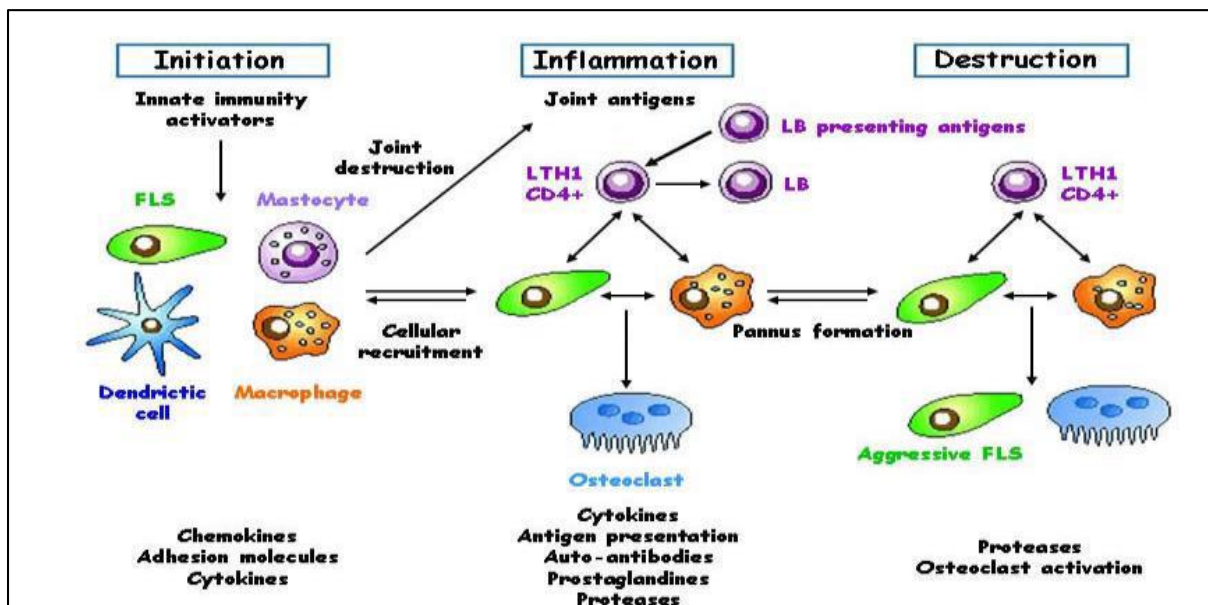 Initiation
Innate immunity
activators
FLS
Mastocyte
Dendrictic
cell
Macrophage
Chemokines
Adhesion molecules
Cytokines
Joint
destruction
Cellular
recruitment
Inflammation
Joint antigens
LB presenting antigens
LTH1
CD4+
LB
Osteoclast
Cytokines
Antigen presentation
Auto-antibodies
Prostaglandines
Proteases
Pannus formation
Destruction
LTH1
CD4+
Aggressive FLS
Proteases
Osteoclast activation